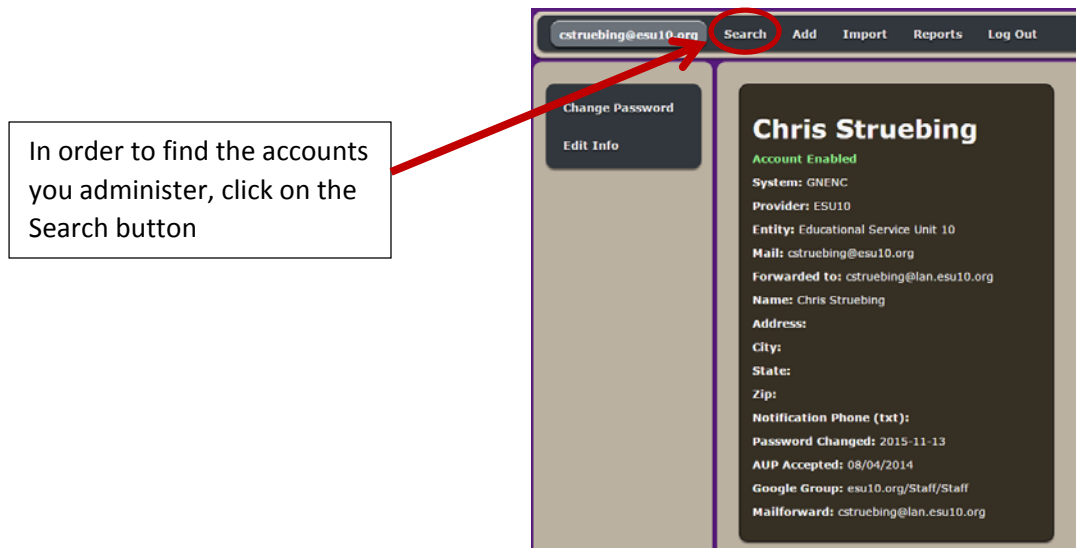 cstruebing@esu10.org Search Add Import Reports Log Out
Change Password
Edit Info
In order to find the accounts
you administer, click on the
Search button
Chris Struebing
Account Enabled
System: GNENC
Provider: ESU10
Entity: Educational Service Unit 10
Mail: cstruebing@esu10.org
Forwarded to: cstruebing@lan.esu10.org
Name: Chris Struebing
Address:
City:
State:
Zip:
Notification Phone (txt):
Password Changed: 2015-11-13
AUP Accepted: 08/04/2014
Google Group: esu10.org/Staff/Staff
Mailforward: cstruebing@lan.esu10.org